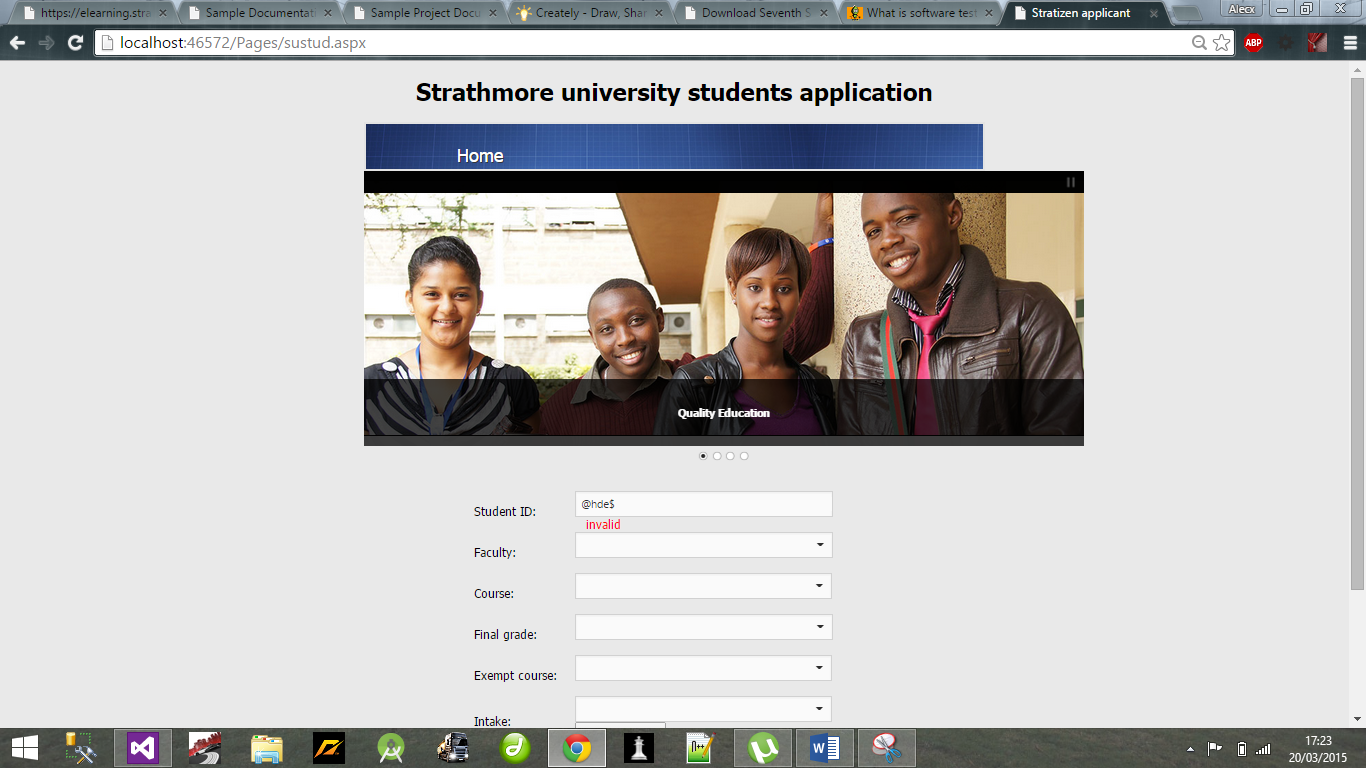 https://elearning.stra
Sample Documentati
Sample Project Docu
Creately - Draw, Shar
Download Seventh S
What is software test
Stratizen applicant
Alecx
localhost:46572/Pages/sustud.aspx
ABP
Strathmore university students application
Home
Quality Education
Student ID: @hde$
invalid
Faculty:
Course:
Final grade:
Exempt course:
Intake:
17:23
20/03/2015